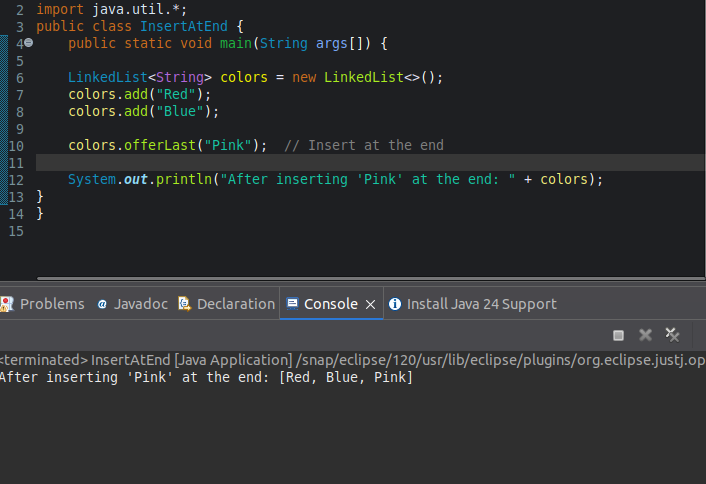 2 import java.util.*;
3 public class InsertAtEnd {
4 public static void main(String args[]) {
5
6 LinkedList<String> colors = new LinkedList<>();
7 colors.add("Red");
8 colors.add("Blue");
9
10 colors.offerLast("Pink");  // Insert at the end
11
12 System.out.println("After inserting 'Pink' at the end: " + colors);
13 }
14 }
15
Problems @ Javadoc Declaration Console Install Java 24 Support
<terminated> InsertAtEnd [Java Application] /snap/eclipse/120/usr/lib/eclipse/plugins/org.eclipse.justj.op
After inserting 'Pink' at the end: [Red, Blue, Pink]